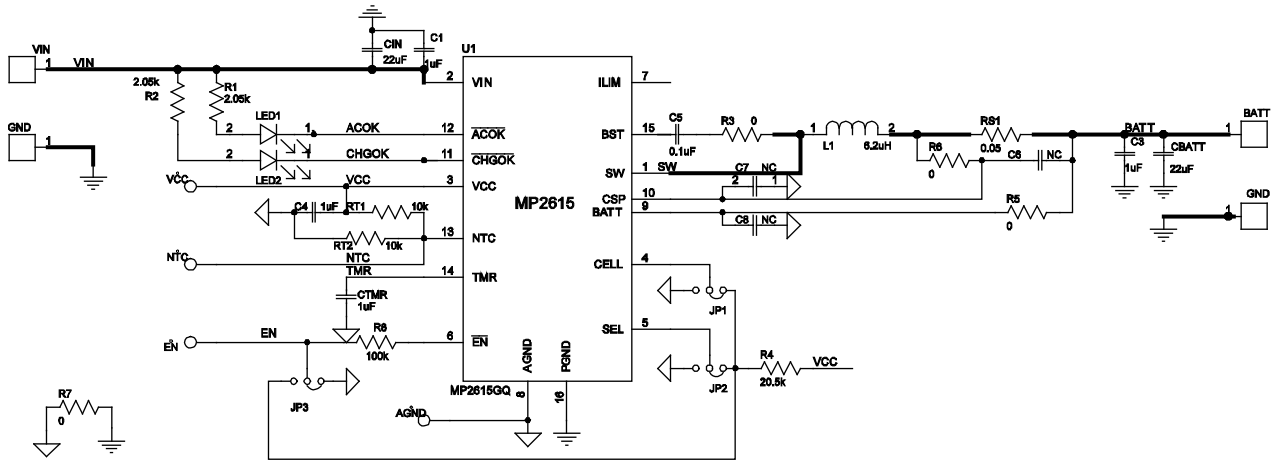 CIN
22uF
C1
1uF
U1
VIN
1
VIN
2
VIN
ILIM
7
2.05k
R2
R1
2.05k
GND
1
LED1
2
1
ACOK
12
ACOK
BST
15
C5
0.1uF
R3
0
1
L1
2
6.2uH
RS1
0.05
BATT
1
BATT
C3
1uF
CBATT
22uF
2
1
CHGOK
11
CHGOK
LED2
SW
1
SW
R6
0
C6
NC
VCC
VCC
3
VCC
MP2615
CSP
10
C7
NC
2
1
BATT
9
C8
NC
R5
0
GND
1
C4
1uF
RT1
10k
RT2
10k
13
NTC
NTC
NTC
TMR
14
TMR
CELL
4
JP1
CTMR
1uF
EN
EN
R8
100k
6
EN
SEL
5
JP2
R4
20.5k
VCC
AGND
PGND
MP2615GQ
8
16
JP3
AGND
R7
0